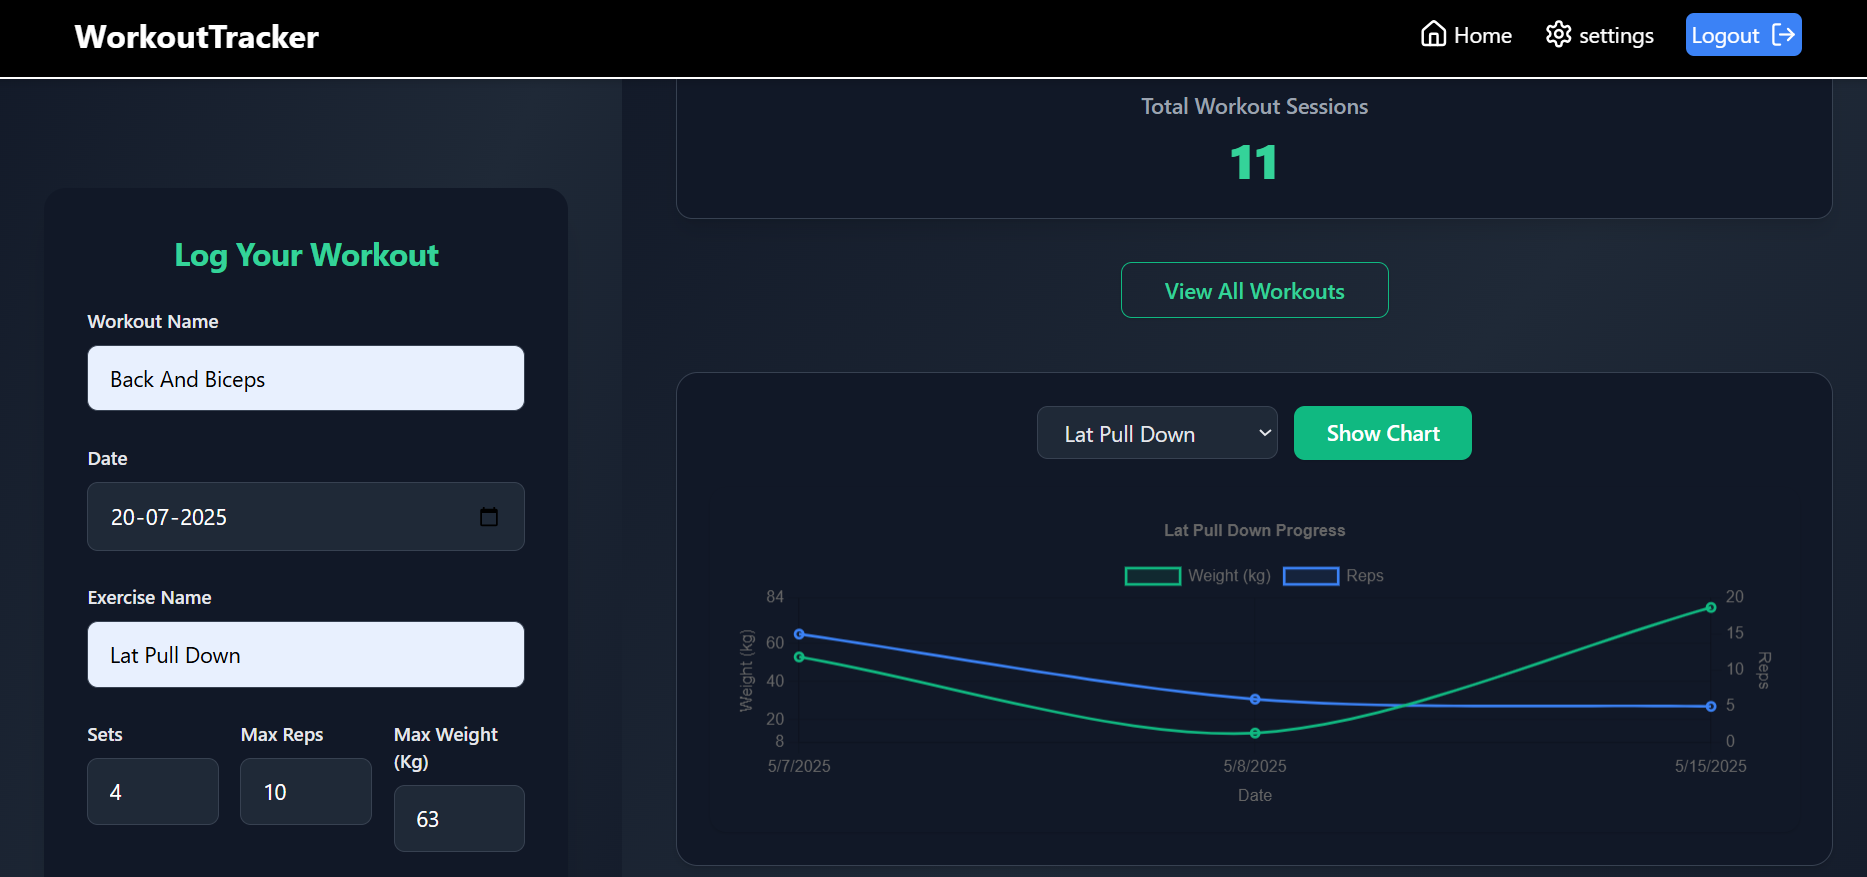 WorkoutTracker
Home
settings
Logout
Total Workout Sessions
11
View All Workouts
Log Your Workout
Workout Name
Back And Biceps
Date
20-07-2025
Exercise Name
Lat Pull Down
Sets
Max Reps
Max Weight
(Kg)
4
10
63
Lat Pull Down
Show Chart
Lat Pull Down Progress
Weight (kg)
Reps
84
60
40
20
8
Weight (kg)
20
15
10
5
0
Reps
5/7/2025
5/8/2025
5/15/2025
Date